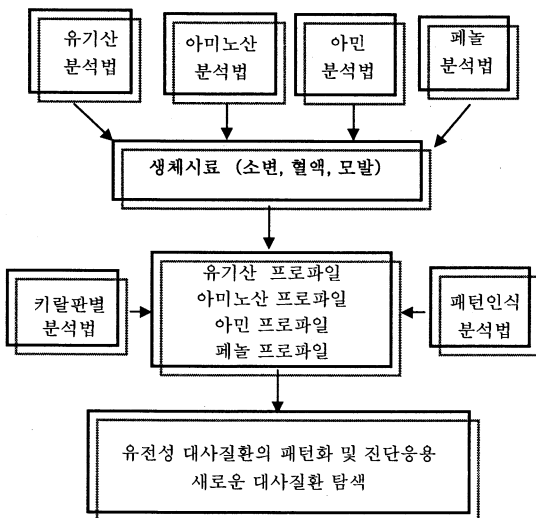 유기산
분석법
아미노산
분석법
아민
분석법
페놀
분석법
생체시료 (소변, 혈액, 모발)
키랄판별
분석법
유기산 프로파일
아미노산 프로파일
아민 프로파일
페놀 프로파일
패턴인식
분석법
유전성 대사질환의 패턴화 및 진단응용
새로운 대사질환 탐색